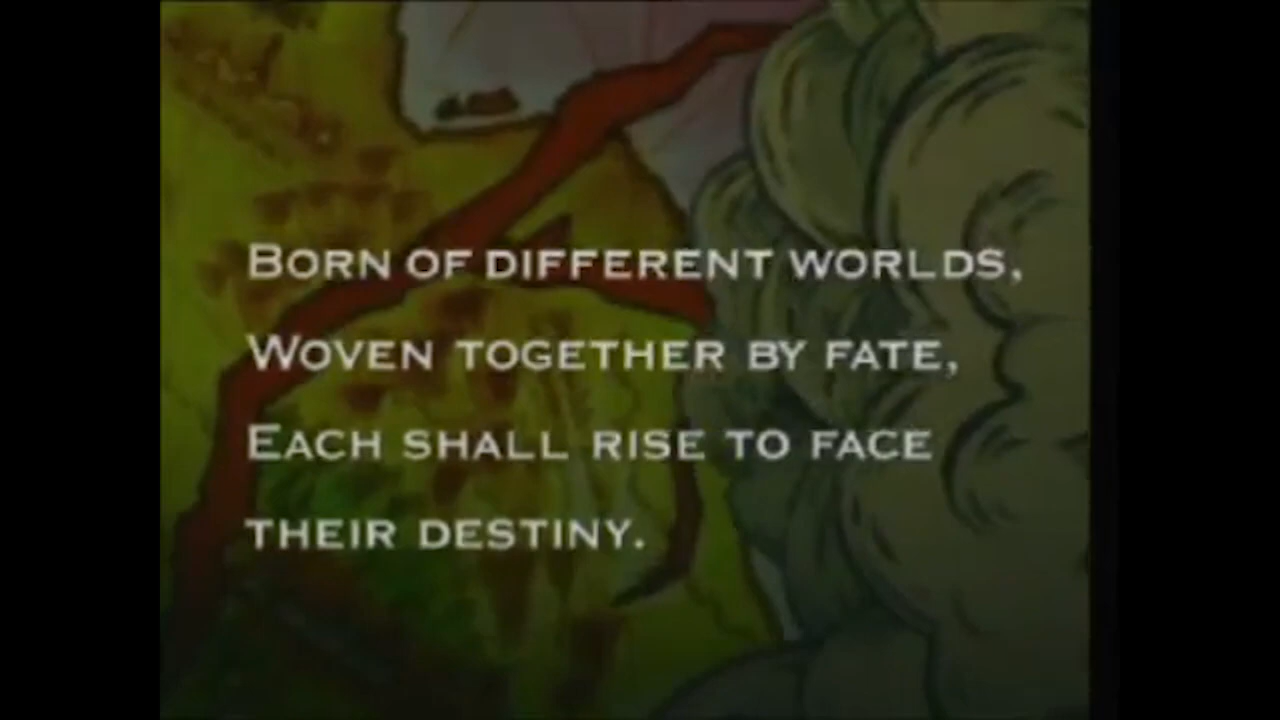 Born of different worlds,
Woven together by fate,
Each shall rise to face
their destiny.